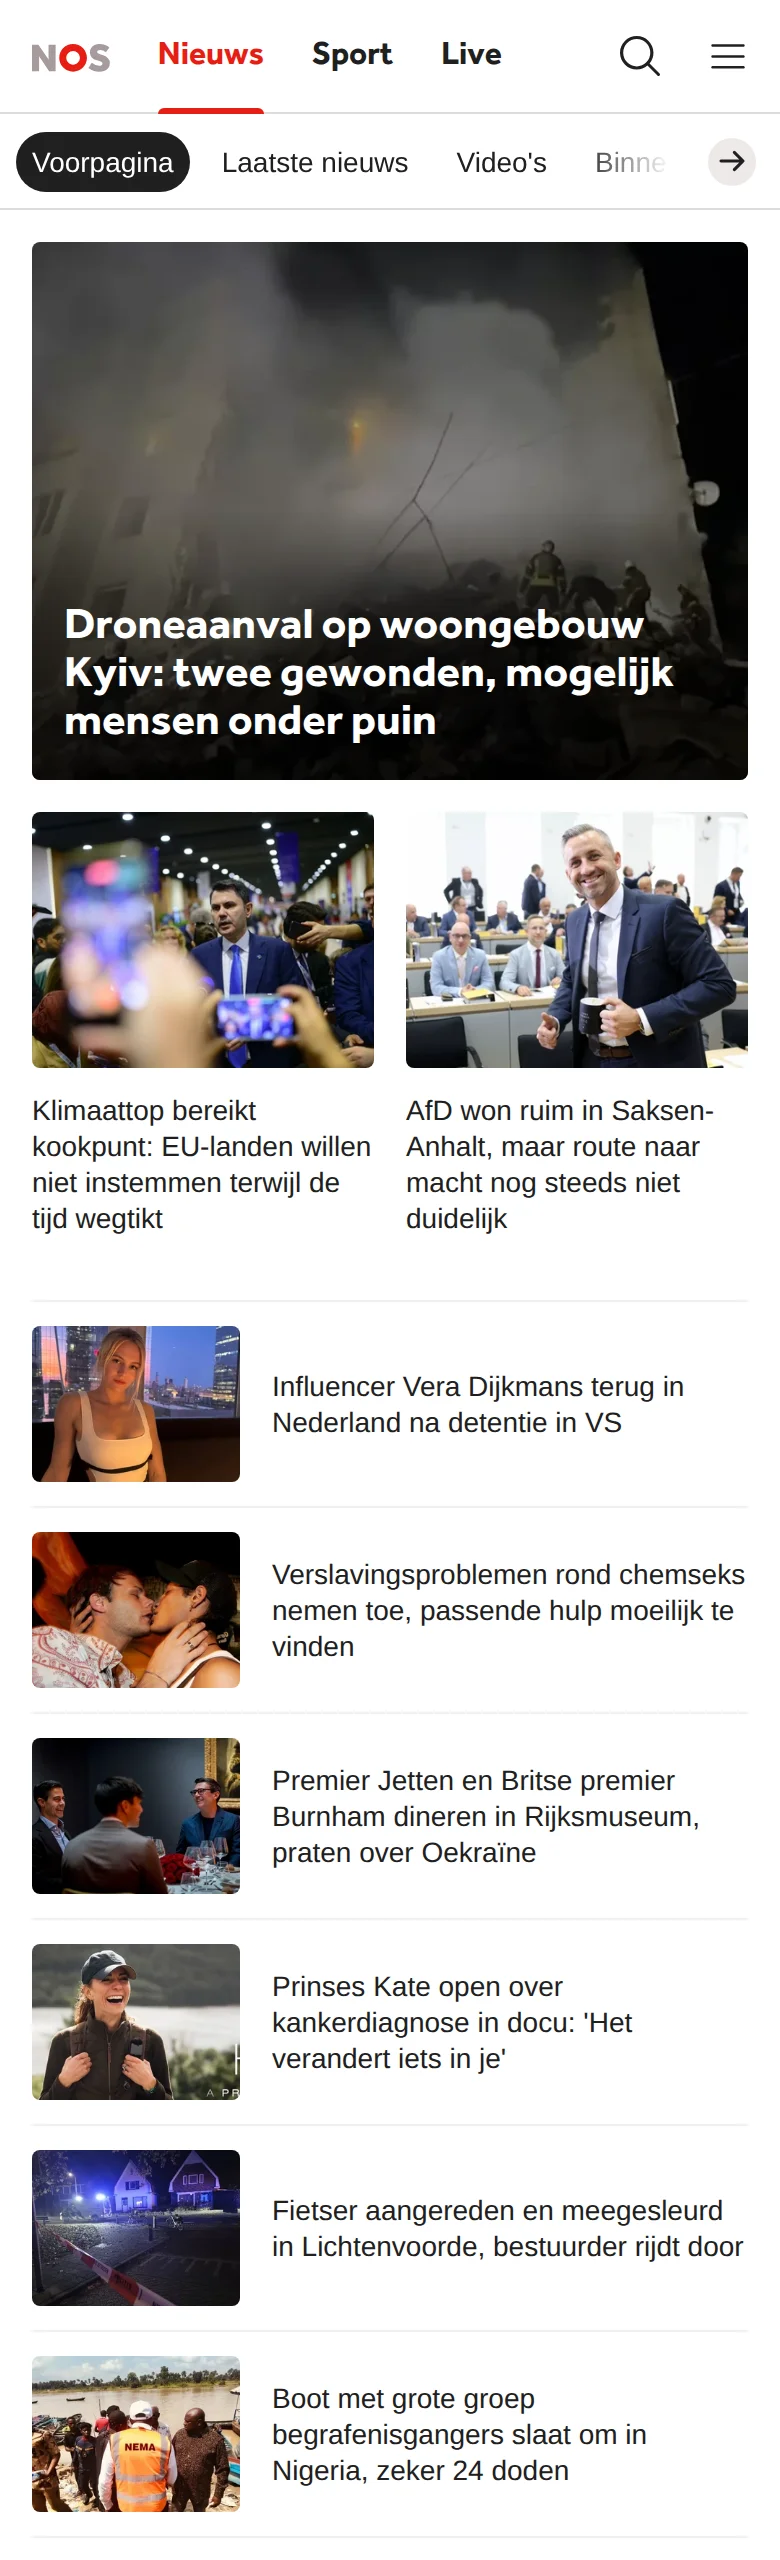 NOS Nieuws Sport Live
Voorpagina Laatste nieuws Video's Binne
Droneaanval op woongebouw
Kyiv: twee gewonden, mogelijk
mensen onder puin
Klimaattop bereikt
kookpunt: EU-landen willen
niet instemmen terwijl de
tijd wegtikt
AfD won ruim in Saksen-
Anhalt, maar route naar
macht nog steeds niet
duidelijk
Influencer Vera Dijkmans terug in
Nederland na detentie in VS
Verslavingsproblemen rond chemseks
nemen toe, passende hulp moeilijk te
vinden
Premier Jetten en Britse premier
Burnham dineren in Rijksmuseum,
praten over Oekraïne
Prinses Kate open over
kankerdiagnose in docu: 'Het
verandert iets in je'
H
A PR
Fietser aangereden en meegesleurd
in Lichtenvoorde, bestuurder rijdt door
NEMA
Boot met grote groep
begrafenisgangers slaat om in
Nigeria, zeker 24 doden